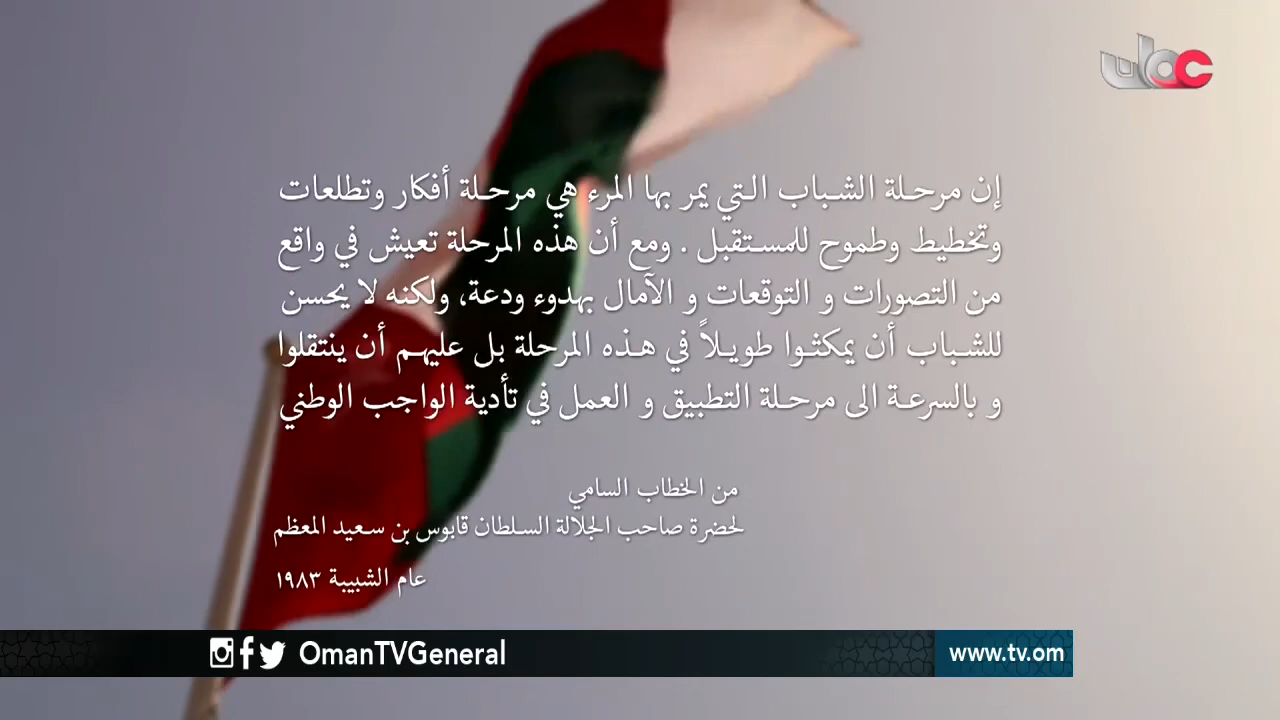 عمان
إن مرحلة الشباب التي يمر بها المرء هي مرحلة أفكار وتطلعات
وتخطيط وطموح للمستقبل . ومع أن هذه المرحلة تعيش في واقع
من التصورات و التوقعات و الآمال بهدوء ودعة، ولكنه لا يحسن
للشباب أن يمكثوا طويلاً في هذه المرحلة بل عليهم أن ينتقلوا
و بالسرعة الى مرحلة التطبيق و العمل في تأدية الواجب الوطني
من الخطاب السامي
لحضرة صاحب الجلالة السلطان قابوس بن سعيد المعظم
عام الشبيبة ١٩٨٣
OmanTVGeneral
www.tv.om